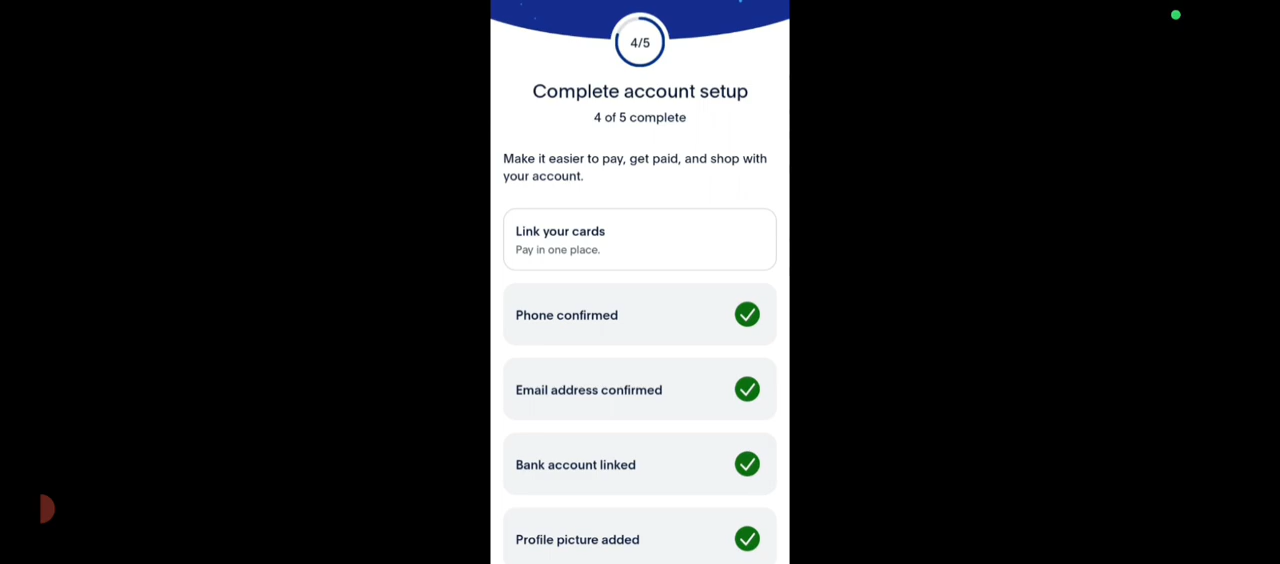 4/5
Complete account setup
4 of 5 complete
Make it easier to pay, get paid, and shop with
your account.
Link your cards
Pay in one place.
Phone confirmed
Email address confirmed
Bank account linked
Profile picture added